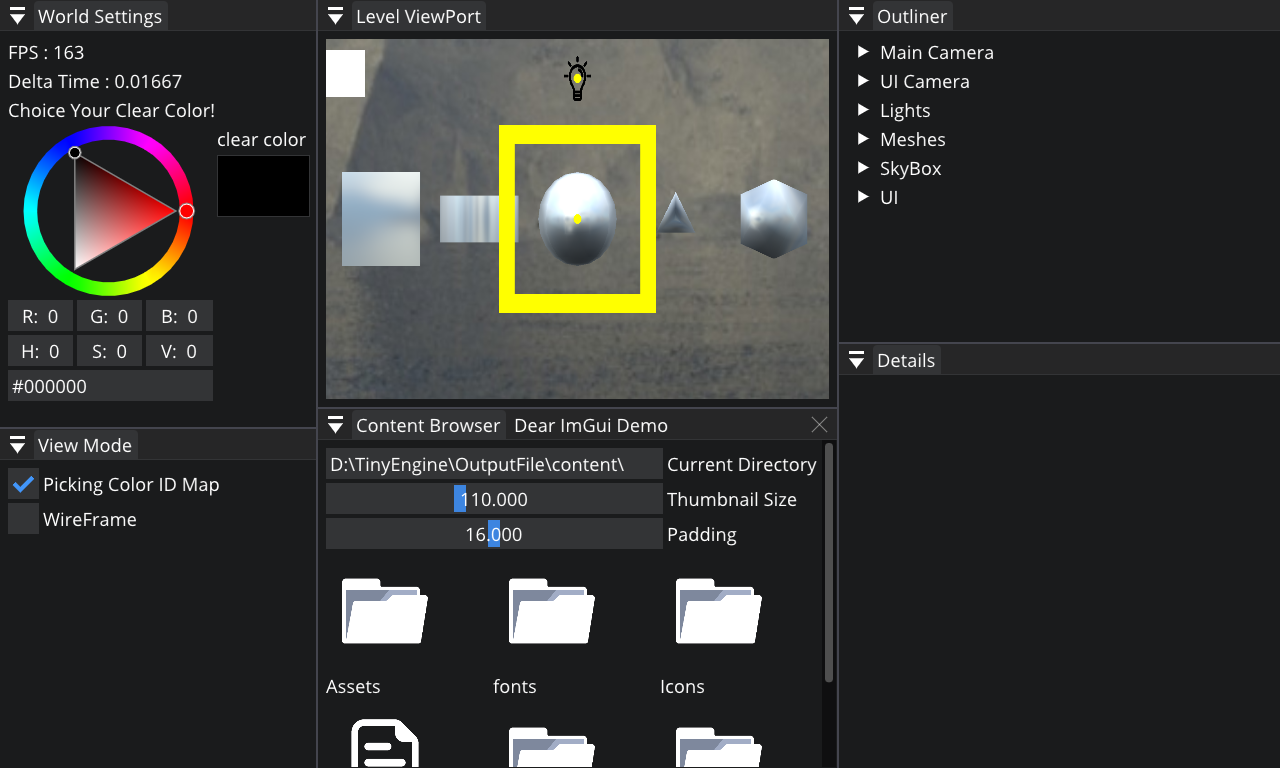 World Settings
FPS : 163
Delta Time : 0.01667
Choice Your Clear Color!
clear color
R: 0 G: 0 B: 0
H: 0 S: 0 V: 0
#000000
View Mode
Picking Color ID Map
WireFrame
Level ViewPort
Content Browser Dear ImGui Demo
D:\TinyEngine\OutputFile\content\ Current Directory
110.000 Thumbnail Size
16.000 Padding
Assets fonts Icons
Outliner
Main Camera
UI Camera
Lights
Meshes
SkyBox
UI
Details